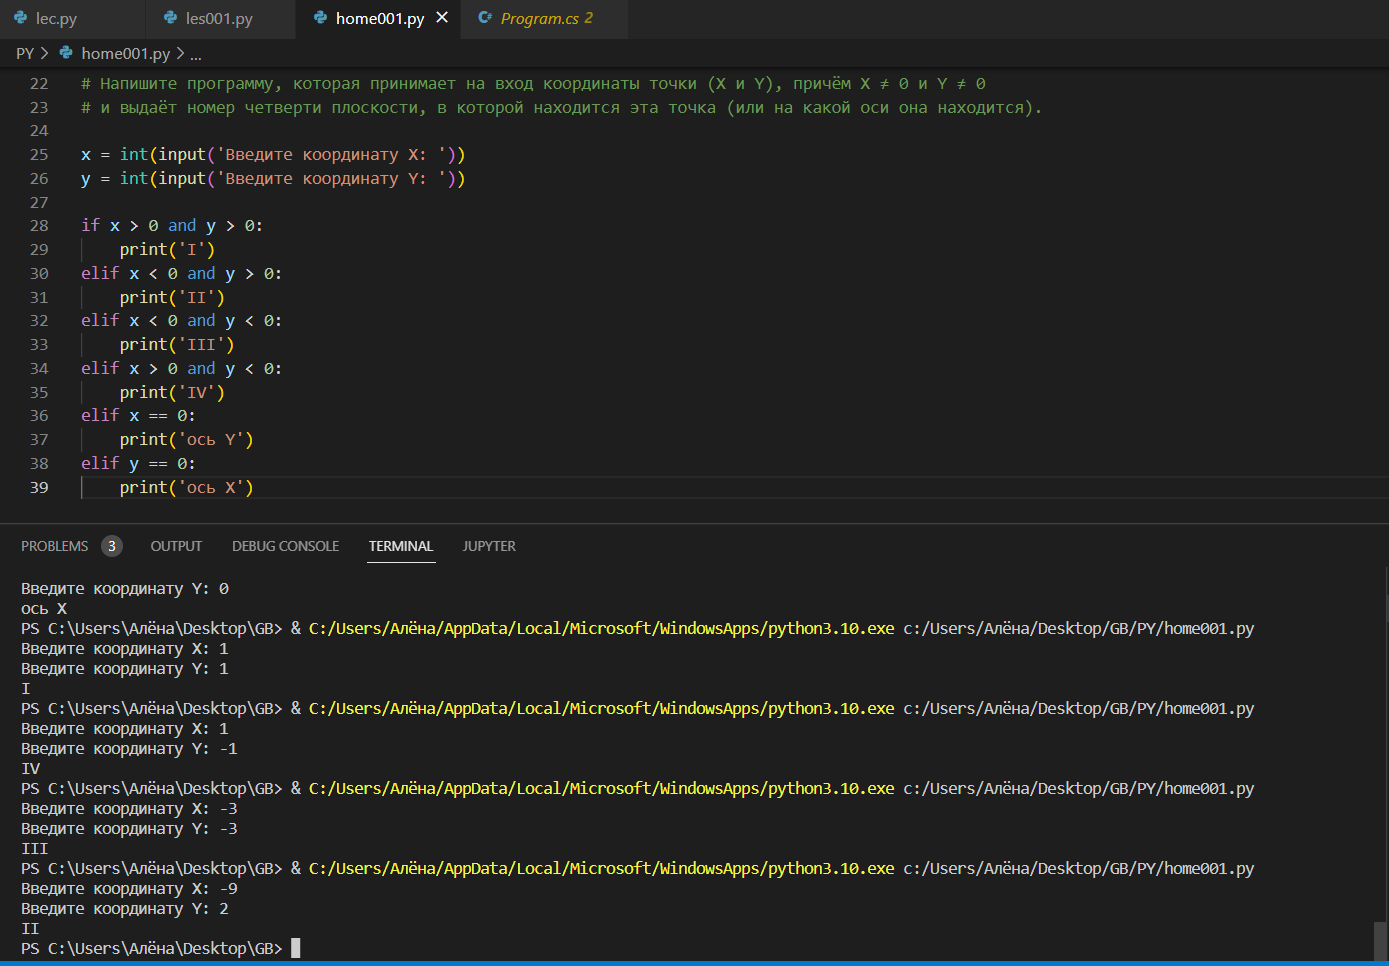 lec.py les001.py home001.py Program.cs 2
PY > home001.py > ...
22 # Напишите программу, которая принимает на вход координаты точки (X и Y), причём X ≠ 0 и Y ≠ 0
23 # и выдаёт номер четверти плоскости, в которой находится эта точка (или на какой оси она находится).
24
25 x = int(input('Введите координату X: '))
26 y = int(input('Введите координату Y: '))
27
28 if x > 0 and y > 0:
29     print('I')
30 elif x < 0 and y > 0:
31     print('II')
32 elif x < 0 and y < 0:
33     print('III')
34 elif x > 0 and y < 0:
35     print('IV')
36 elif x == 0:
37     print('ось Y')
38 elif y == 0:
39     print('ось X')
PROBLEMS 3 OUTPUT DEBUG CONSOLE TERMINAL JUPYTER
Введите координату Y: 0
ось X
PS C:\Users\Алёна\Desktop\GB> & C:/Users/Алёна/AppData/Local/Microsoft/WindowsApps/python3.10.exe c:/Users/Алёна/Desktop/GB/PY/home001.py
Введите координату X: 1
Введите координату Y: 1
I
PS C:\Users\Алёна\Desktop\GB> & C:/Users/Алёна/AppData/Local/Microsoft/WindowsApps/python3.10.exe c:/Users/Алёна/Desktop/GB/PY/home001.py
Введите координату X: 1
Введите координату Y: -1
IV
PS C:\Users\Алёна\Desktop\GB> & C:/Users/Алёна/AppData/Local/Microsoft/WindowsApps/python3.10.exe c:/Users/Алёна/Desktop/GB/PY/home001.py
Введите координату X: -3
Введите координату Y: -3
III
PS C:\Users\Алёна\Desktop\GB> & C:/Users/Алёна/AppData/Local/Microsoft/WindowsApps/python3.10.exe c:/Users/Алёна/Desktop/GB/PY/home001.py
Введите координату X: -9
Введите координату Y: 2
II
PS C:\Users\Алёна\Desktop\GB>